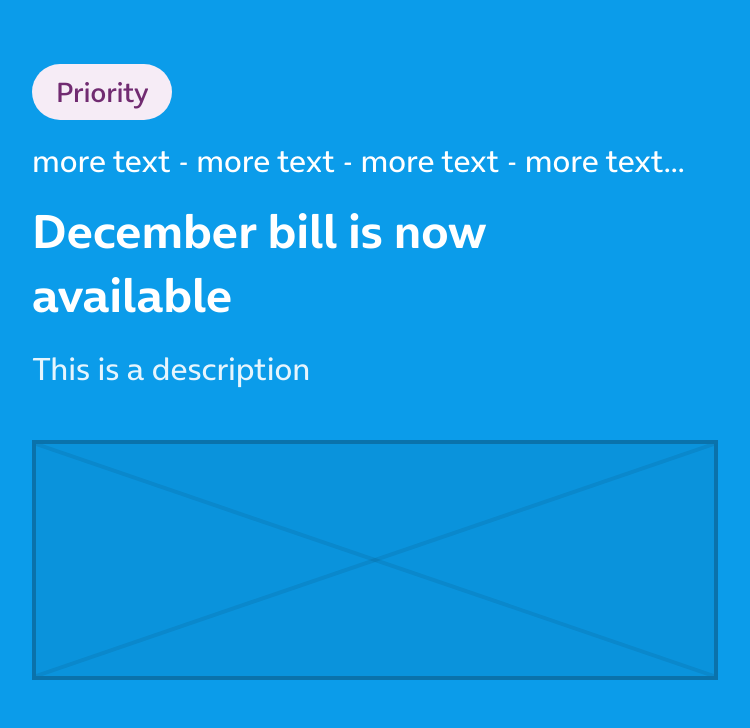 Priority
more text - more text - more text - more text...
December bill is now
available
This is a description